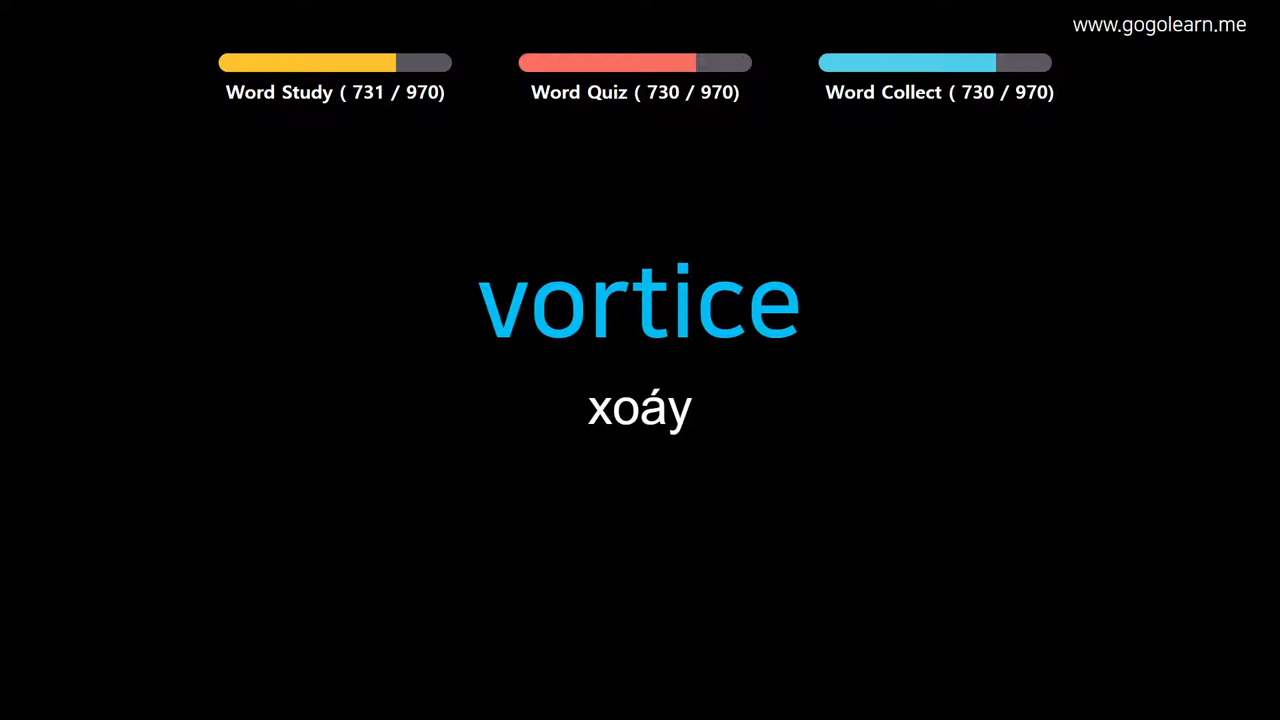 www.gogolearn.me
Word Study ( 731 / 970)
Word Quiz ( 730 / 970)
Word Collect ( 730 / 970)
vortice
xoáy